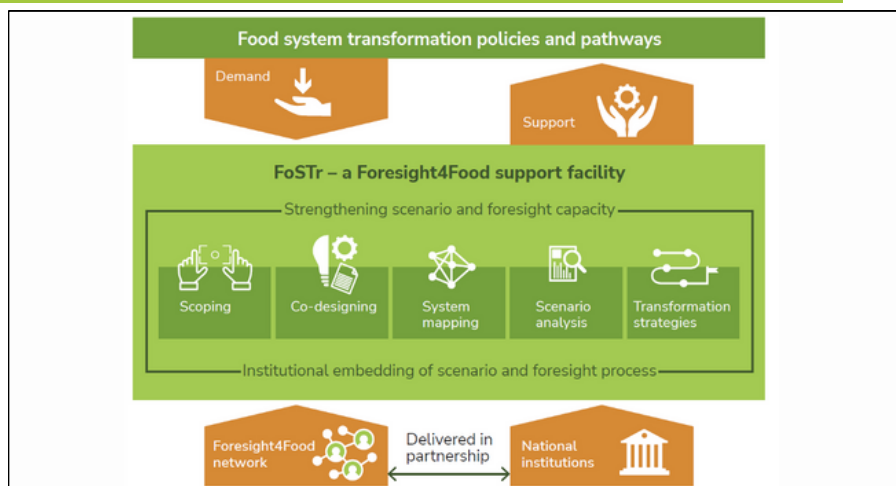 Food system transformation policies and pathways
Demand
Support
FoSTr – a Foresight4Food support facility
Strengthening scenario and foresight capacity
Scoping
Co-designing
System
mapping
Scenario
analysis
Transformation
strategies
Institutional embedding of scenario and foresight process
Foresight4Food
network
Delivered in
partnership
National
institutions